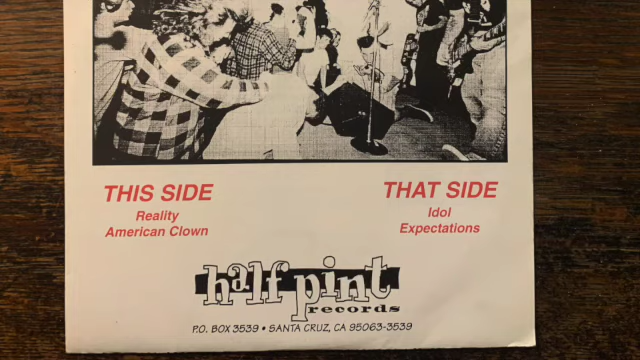 THIS SIDE
Reality
American Clown
THAT SIDE
Idol
Expectations
half pint
records
P.O. BOX 3539 • SANTA CRUZ, CA 95063-3539